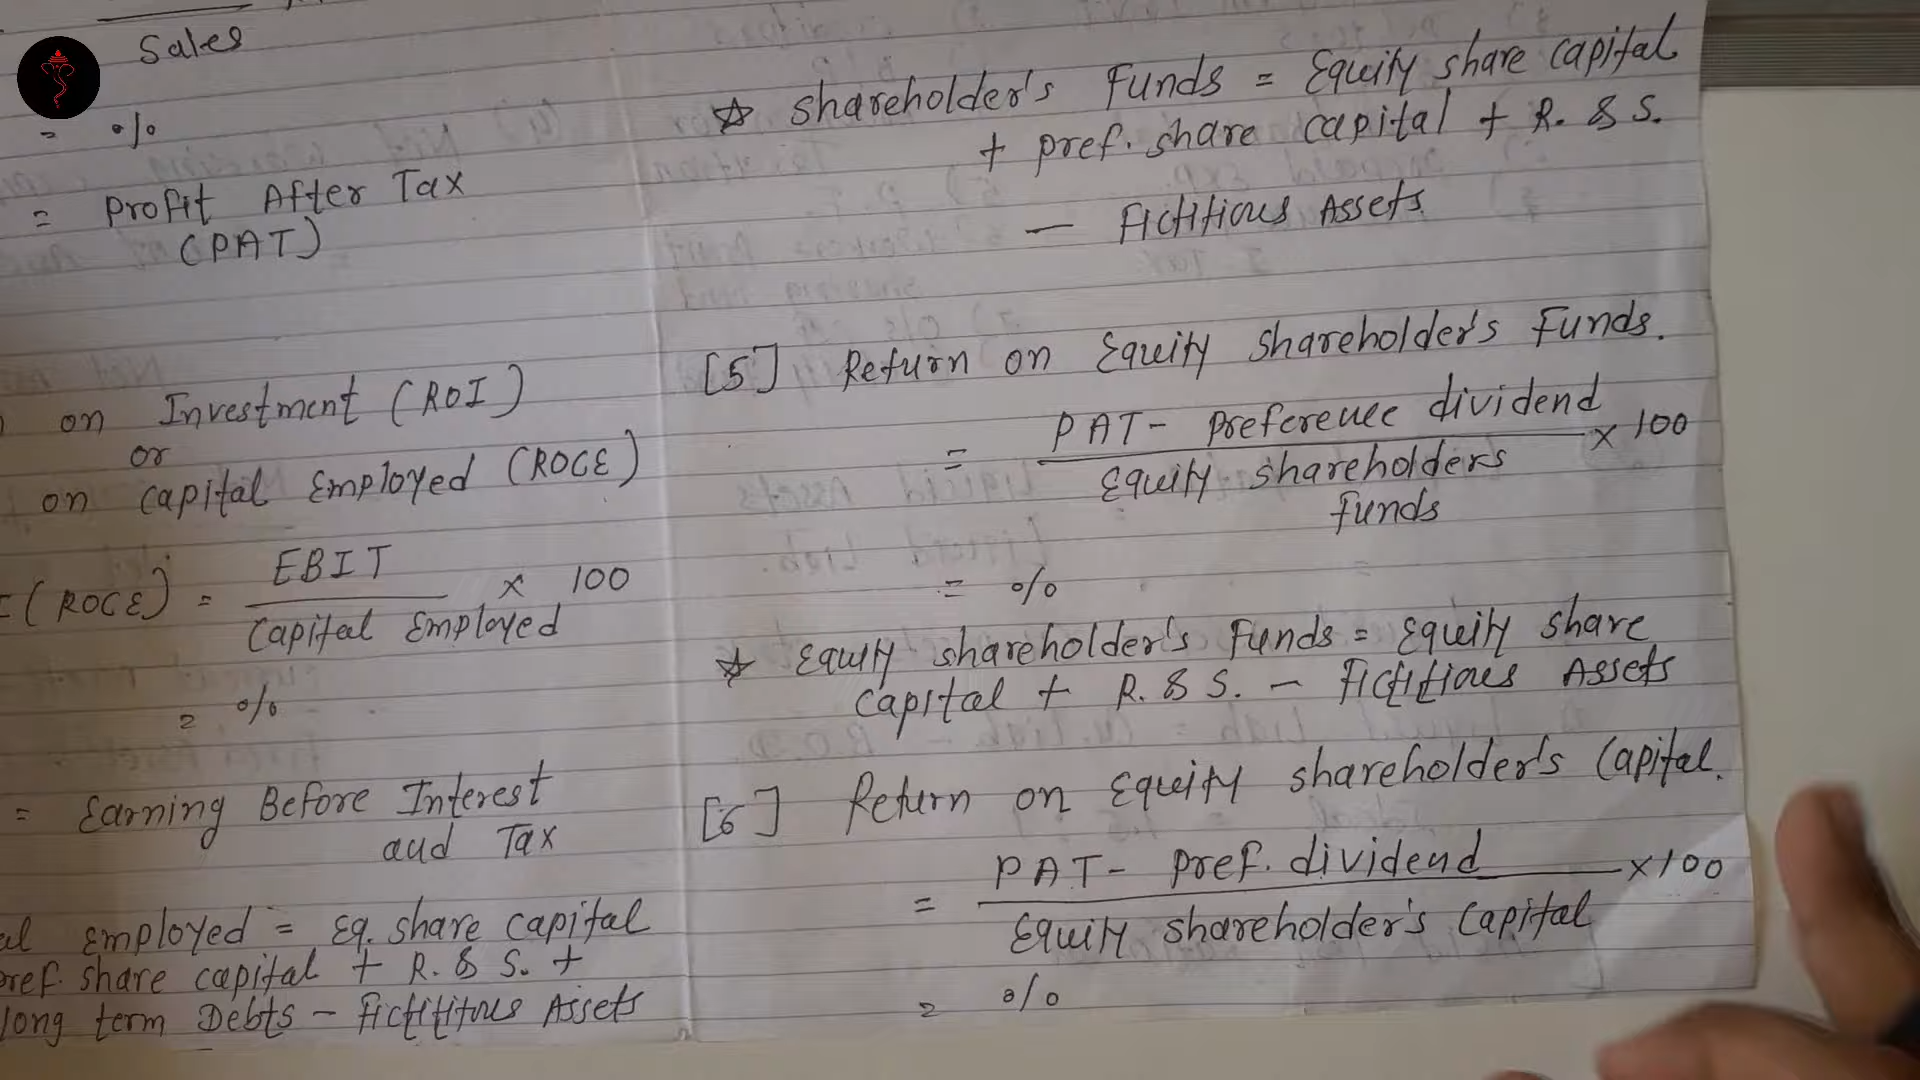 Sales
= %
= Profit After Tax
(PAT)
on Investment (ROI)
or
on Capital Employed (ROCE)
(ROCE) = EBIT × 100
Capital Employed
= %
= Earning Before Interest
and Tax
Employed = Eq. share capital
pref. share capital + R. & S. +
long term Debts – Fictititous Assets
☆ Shareholder's Funds = Equity share capital
+ pref. share capital + R. & S.
— Fictitious Assets
[5] Return on Equity Shareholder's Funds.
= PAT - Preference dividend × 100
Equity shareholders
funds
= %
☆ Equity shareholder's Funds = Equity share
capital + R. & S. – Fictitious Assets
[6] Return on Equity shareholder's Capital.
= PAT - Pref. dividend ×100
Equity shareholder's Capital
= %